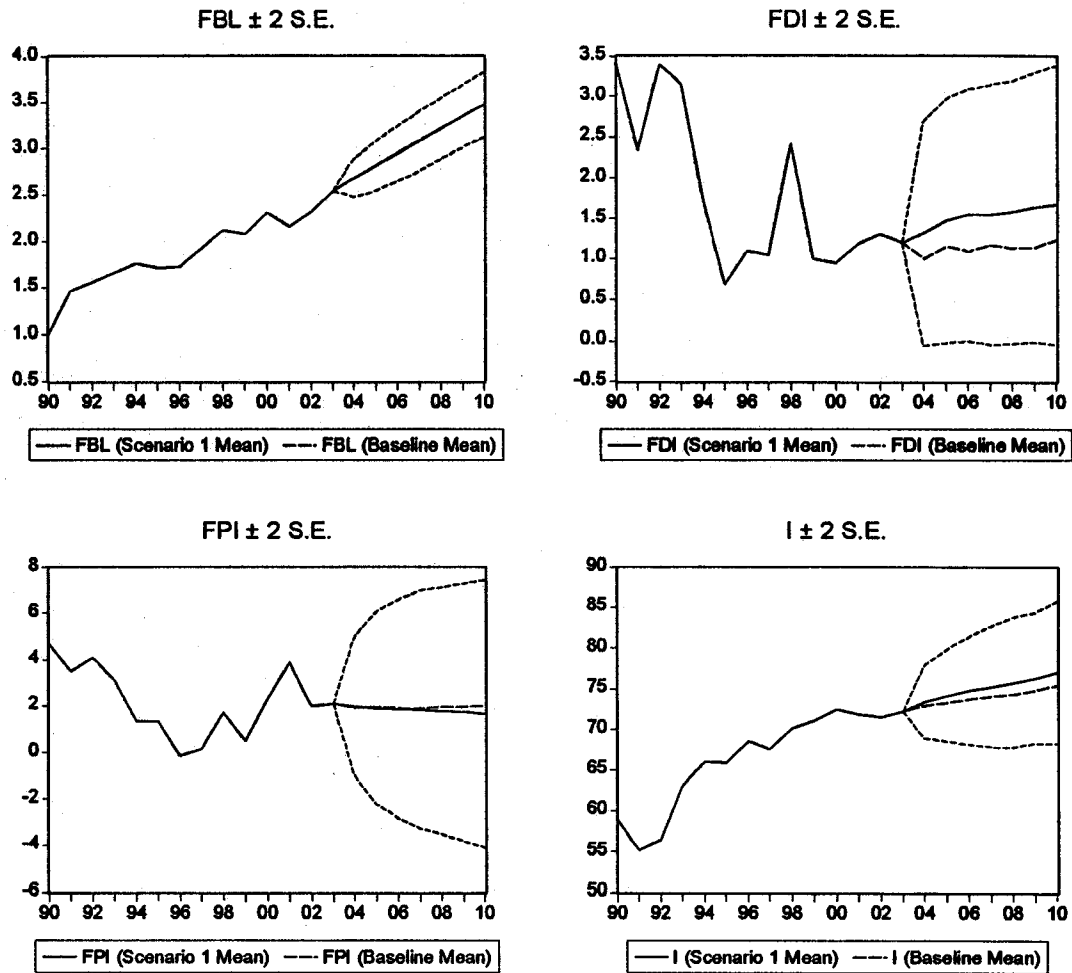 FBL ± 2 S.E.
4.0
3.5
3.0
2.5
2.0
1.5
1.0
0.5
90 92 94 96 98 00 02 04 06 08 10
FBL (Scenario 1 Mean) FBL (Baseline Mean)
FDI ± 2 S.E.
3.5
3.0
2.5
2.0
1.5
1.0
0.5
0.0
-0.5
90 92 94 96 98 00 02 04 06 08 10
FDI (Scenario 1 Mean) FDI (Baseline Mean)
FPI ± 2 S.E.
8
6
4
2
0
-2
-4
-6
90 92 94 96 98 00 02 04 06 08 10
FPI (Scenario 1 Mean) FPI (Baseline Mean)
I ± 2 S.E.
90
85
80
75
70
65
60
55
50
90 92 94 96 98 00 02 04 06 08 10
I (Scenario 1 Mean) I (Baseline Mean)